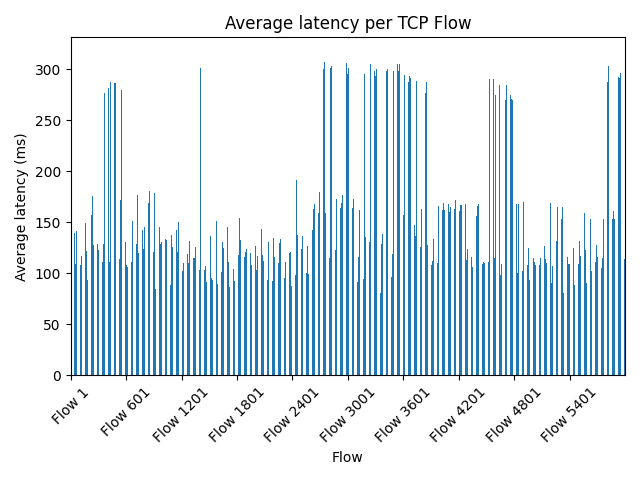 Average latency per TCP Flow
Average latency (ms)
300
250
200
150
100
50
0
Flow 1
Flow 601
Flow 1201
Flow 1801
Flow 2401
Flow 3001
Flow 3601
Flow 4201
Flow 4801
Flow 5401
Flow